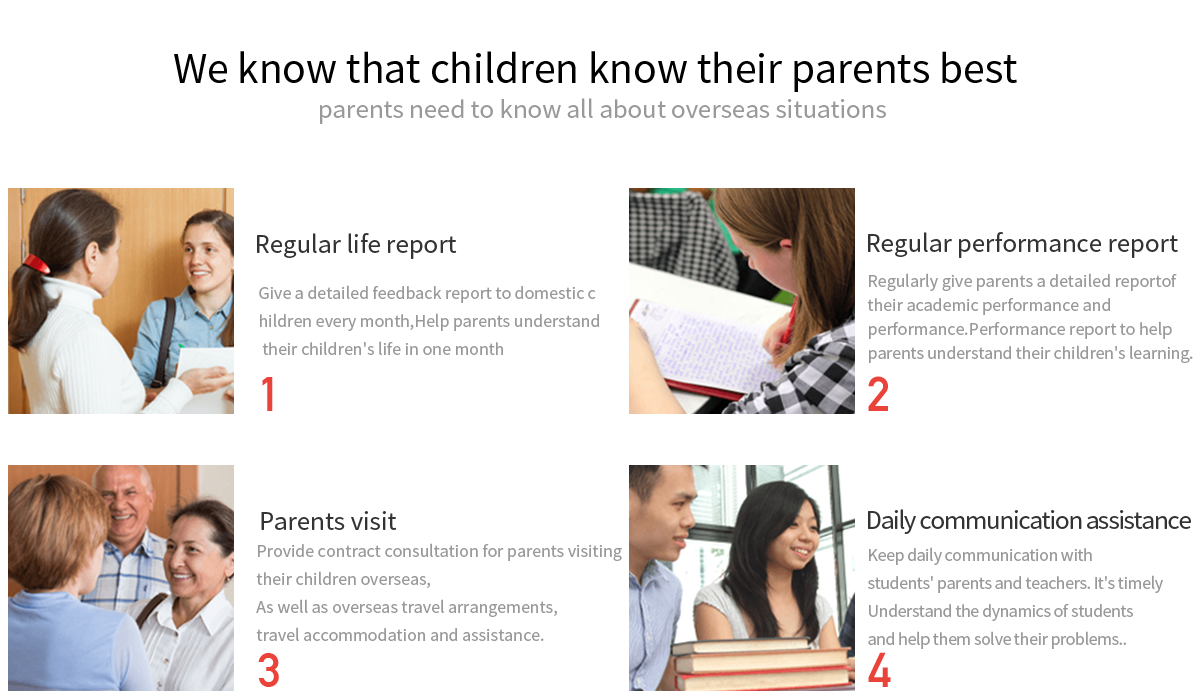 We know that children know their parents best
parents need to know all about overseas situations
Regular life report
Give a detailed feedback report to domestic c
hildren every month,Help parents understand
their children's life in one month
1
Regular performance report
Regularly give parents a detailed reportof
their academic performance and
performance.Performance report to help
parents understand their children's learning.
2
Parents visit
Provide contract consultation for parents visiting
their children overseas,
As well as overseas travel arrangements,
travel accommodation and assistance.
3
Daily communication assistance
Keep daily communication with
students' parents and teachers. It's timely
Understand the dynamics of students
and help them solve their problems..
4